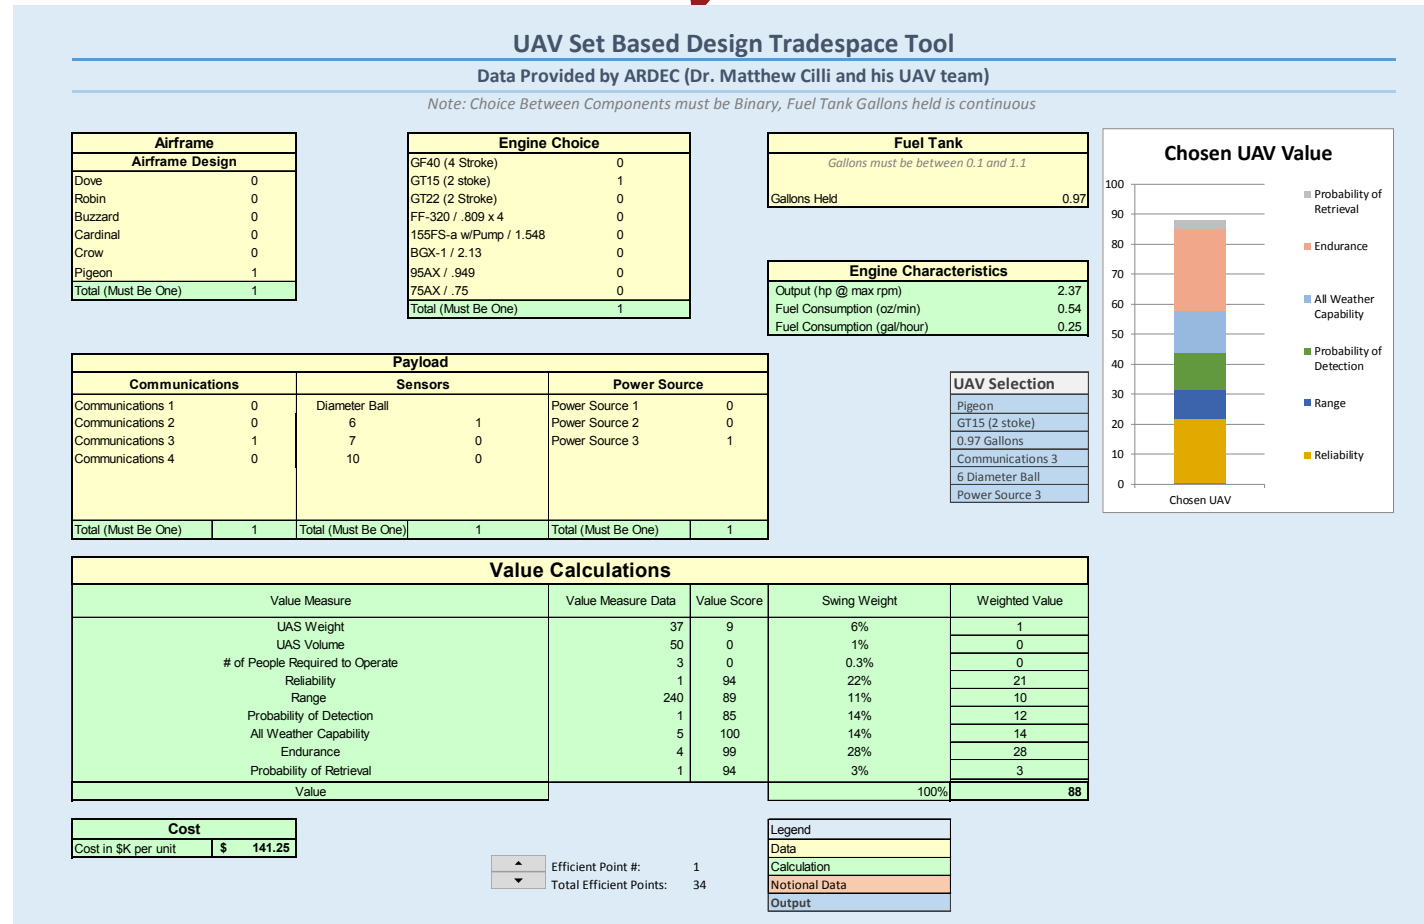 UAV Set Based Design Tradespace Tool
Data Provided by ARDEC (Dr. Matthew Cilli and his UAV team)
Note: Choice Between Components must be Binary, Fuel Tank Gallons held is continuous
Airframe
Airframe Design
Dove 0
Robin 0
Buzzard 0
Cardinal 0
Crow 0
Pigeon 1
Total (Must Be One) 1
Engine Choice
GF40 (4 Stroke) 0
GT15 (2 stoke) 1
GT22 (2 Stroke) 0
FF-320 / .809 x 4 0
155FS-a w/Pump / 1.548 0
BGX-1 / 2.13 0
95AX / .949 0
75AX / .75 0
Total (Must Be One) 1
Fuel Tank
Gallons must be between 0.1 and 1.1
Gallons Held 0.97
Engine Characteristics
Output (hp @ max rpm) 2.37
Fuel Consumption (oz/min) 0.54
Fuel Consumption (gal/hour) 0.25
Chosen UAV Value
100
90
80
70
60
50
40
30
20
10
0
Chosen UAV
Probability of
Retrieval
Endurance
All Weather
Capability
Probability of
Detection
Range
Reliability
Payload
Communications Sensors Power Source
Communications 1 0 Diameter Ball Power Source 1 0
Communications 2 0 6 1 Power Source 2 0
Communications 3 1 7 0 Power Source 3 1
Communications 4 0 10 0
Total (Must Be One) 1 Total (Must Be One) 1 Total (Must Be One) 1
UAV Selection
Pigeon
GT15 (2 stoke)
0.97 Gallons
Communications 3
6 Diameter Ball
Power Source 3
Value Calculations
Value Measure Value Measure Data Value Score Swing Weight Weighted Value
UAS Weight 37 9 6% 1
UAS Volume 50 0 1% 0
# of People Required to Operate 3 0 0.3% 0
Reliability 1 94 22% 21
Range 240 89 11% 10
Probability of Detection 1 85 14% 12
All Weather Capability 5 100 14% 14
Endurance 4 99 28% 28
Probability of Retrieval 1 94 3% 3
Value 100% 88
Cost
Cost in $K per unit $ 141.25
Efficient Point #: 1
Total Efficient Points: 34
Legend
Data
Calculation
Notional Data
Output